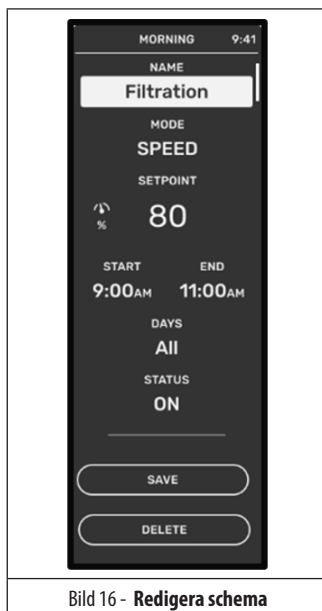 MORNING 9:41
NAME
Filtration
MODE
SPEED
SETPOINT
% 80
START END
9:00AM 11:00AM
DAYS
All
STATUS
ON
SAVE
DELETE
Bild 16 - Redigera schema